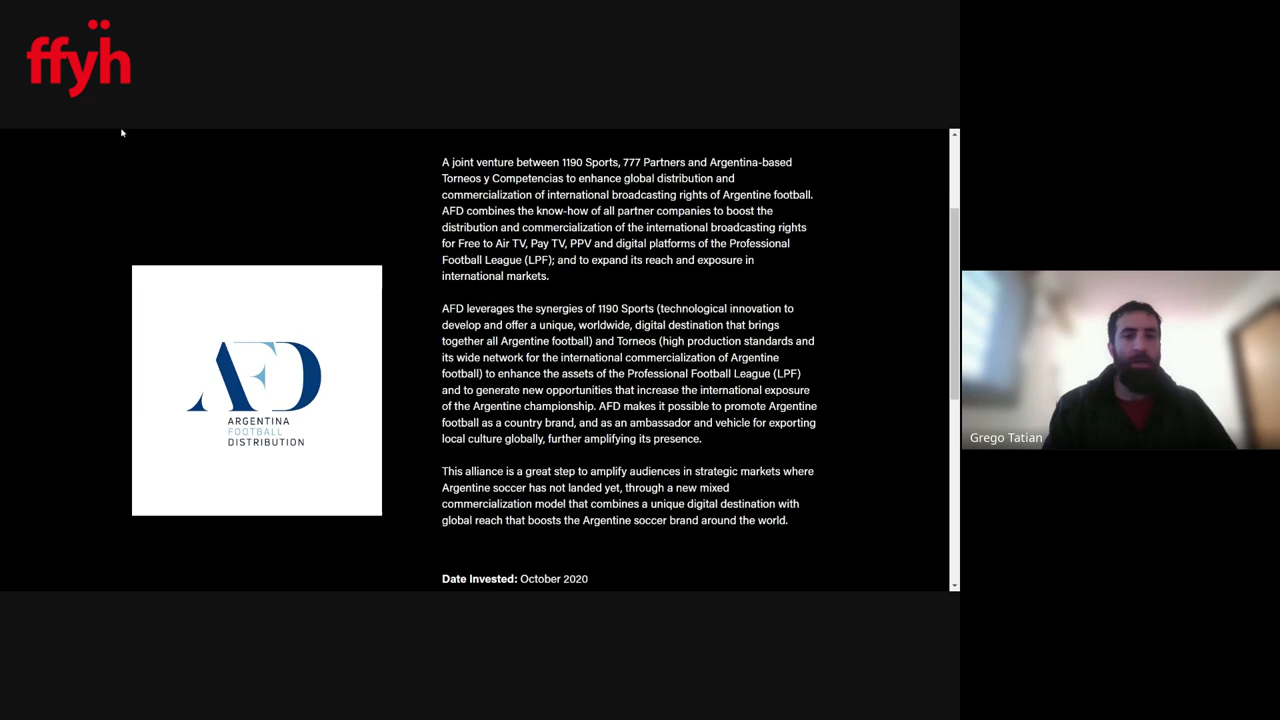 ffÿh
A joint venture between 1190 Sports, 777 Partners and Argentina-based
Torneos y Competencias to enhance global distribution and
commercialization of international broadcasting rights of Argentine football.
AFD combines the know-how of all partner companies to boost the
distribution and commercialization of the international broadcasting rights
for Free to Air TV, Pay TV, PPV and digital platforms of the Professional
Football League (LPF); and to expand its reach and exposure in
international markets.
AFD leverages the synergies of 1190 Sports (technological innovation to
develop and offer a unique, worldwide, digital destination that brings
together all Argentine football) and Torneos (high production standards and
its wide network for the international commercialization of Argentine
football) to enhance the assets of the Professional Football League (LPF)
and to generate new opportunities that increase the international exposure
of the Argentine championship. AFD makes it possible to promote Argentine
football as a country brand, and as an ambassador and vehicle for exporting
local culture globally, further amplifying its presence.
This alliance is a great step to amplify audiences in strategic markets where
Argentine soccer has not landed yet, through a new mixed
commercialization model that combines a unique digital destination with
global reach that boosts the Argentine soccer brand around the world.
Date Invested: October 2020
AFD
ARGENTINA
FOOTBALL
DISTRIBUTION
Grego Tatian